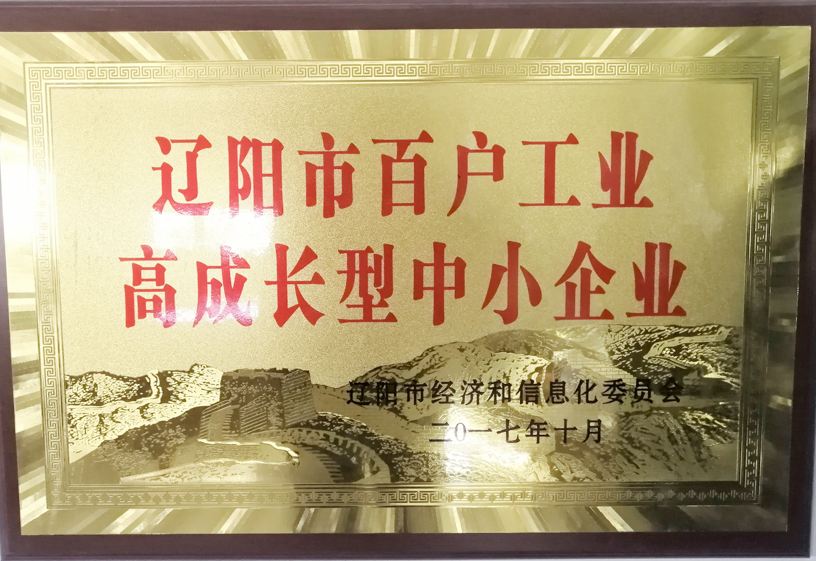 辽阳市百户工业
高成长型中小企业
辽阳市经济和信息化委员会
二0一七年十月